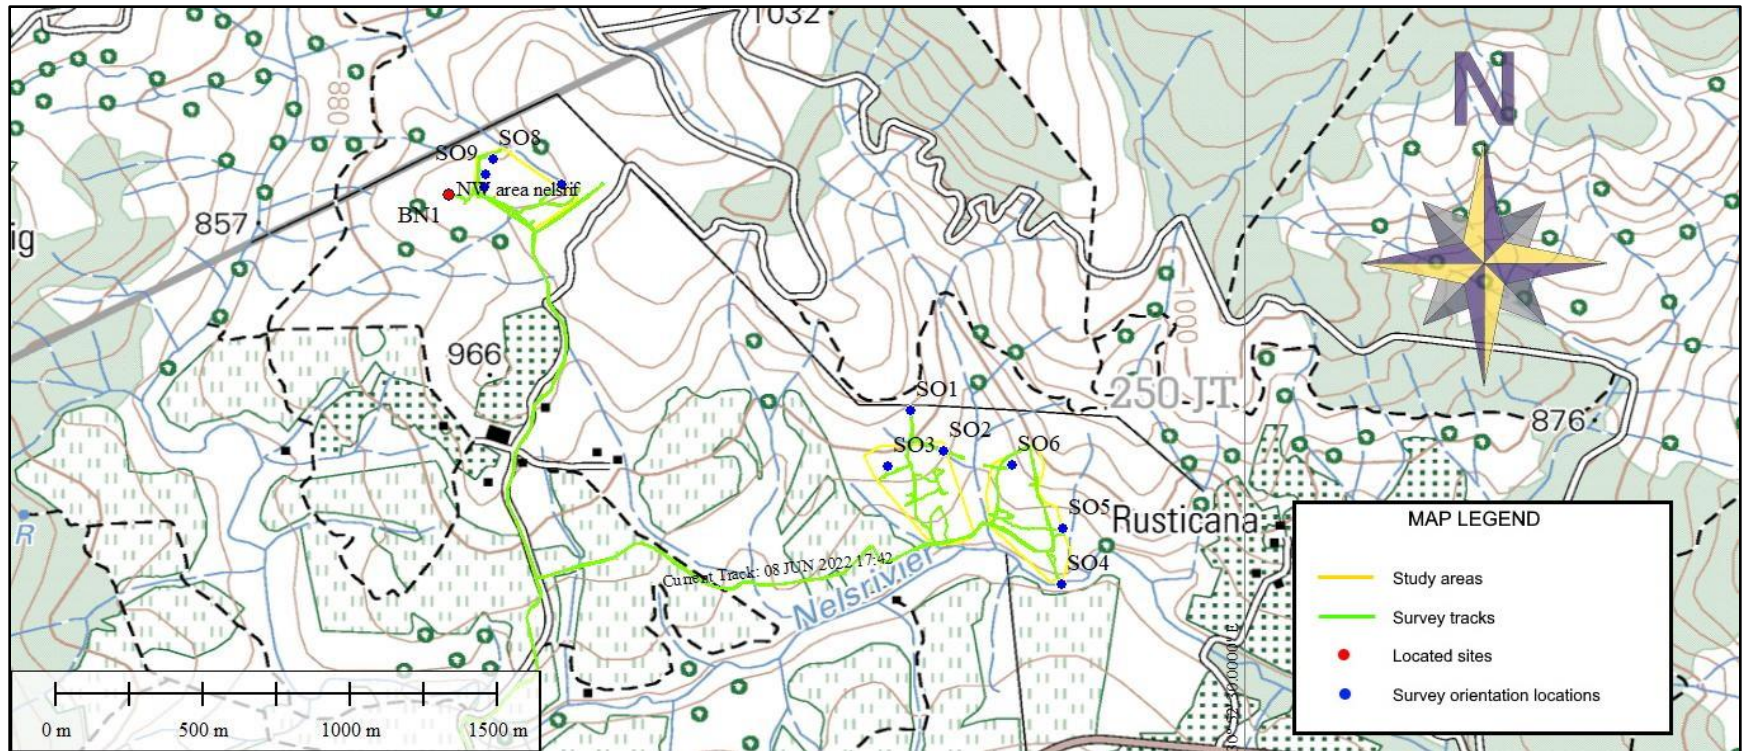 1032
N
880
SO8
SO9
NW area nelsrif
BN1
857
ig
1000
966
SO1
250 JT
SO2
SO3
SO6
876
SO5
Rusticana
R
SO4
Current Track: 08 JUN 2022 17:42
Nelsrivier
MAP LEGEND
Study areas
Survey tracks
Located sites
Survey orientation locations
0 m
500 m
1000 m
1500 m